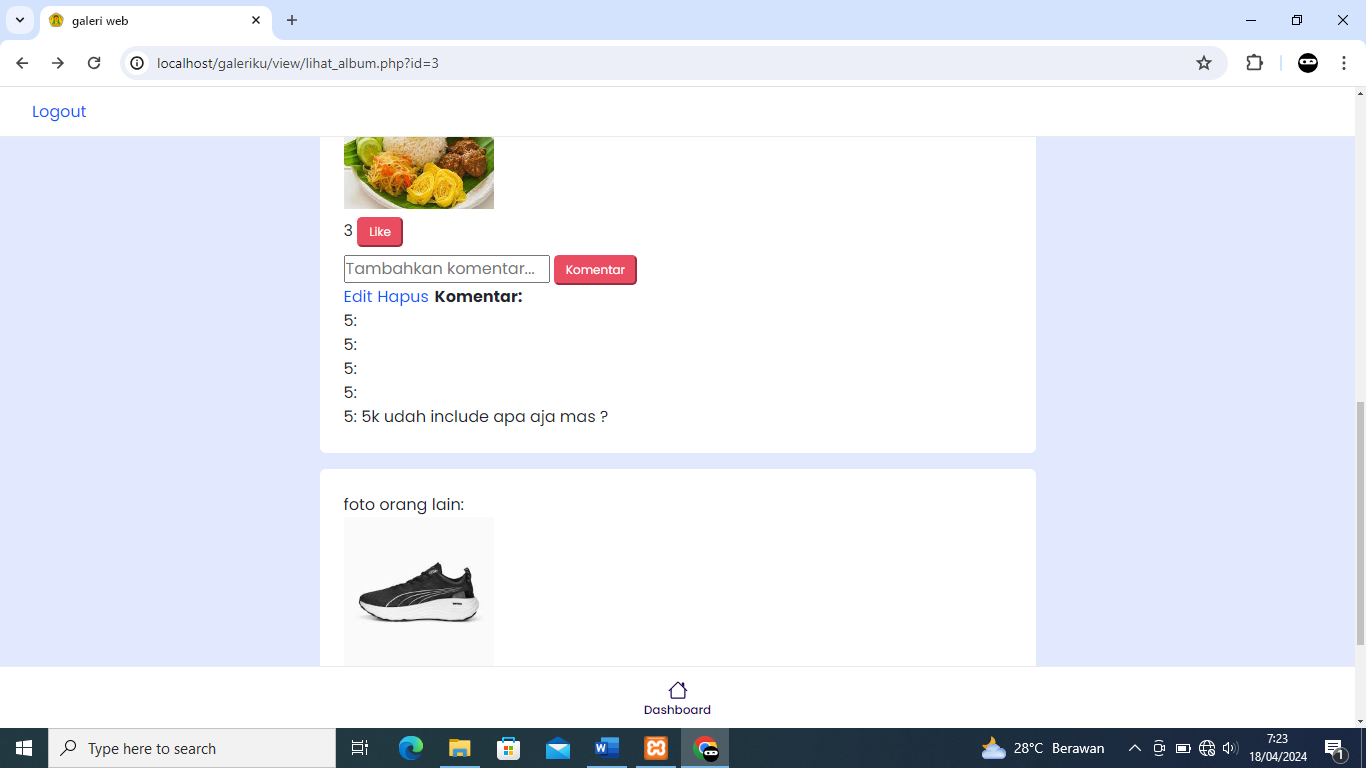 galeri web
localhost/galeriku/view/lihat_album.php?id=3
Logout
3 Like
Tambahkan komentar... Komentar
Edit Hapus Komentar:
5:
5:
5:
5:
5: 5k udah include apa aja mas ?
foto orang lain:
Dashboard
Type here to search
28°C Berawan
7:23
18/04/2024
1